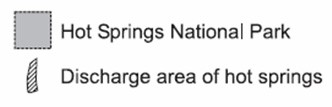 Hot Springs National Park
Discharge area of hot springs